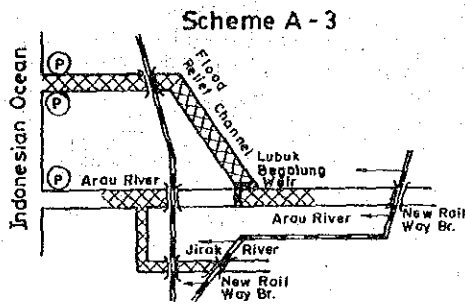 Scheme A - 3
Indonesian Ocean
P
P
P
Flood
Relief Channel
Lubuk
Begalung
Weir
Arau River
Arau River
New Rail
Way Br.
Jirak River
New Rail
Way Br.